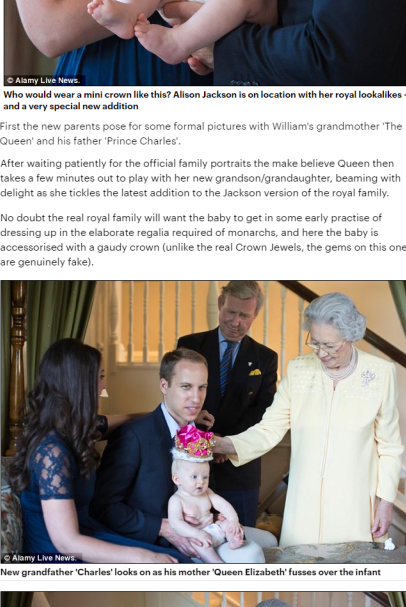 © Alamy Live News.
Who would wear a mini crown like this? Alison Jackson is on location with her royal lookalikes -
and a very special new addition
First the new parents pose for some formal pictures with William's grandmother 'The
Queen' and his father 'Prince Charles'.
After waiting patiently for the official family portraits the make believe Queen then
takes a few minutes out to play with her new grandson/grandaughter, beaming with
delight as she tickles the latest addition to the Jackson version of the royal family.
No doubt the real royal family will want the baby to get in some early practise of
dressing up in the elaborate regalia required of monarchs, and here the baby is
accessorised with a gaudy crown (unlike the real Crown Jewels, the gems on this one
are genuinely fake).
© Alamy Live News.
New grandfather 'Charles' looks on as his mother 'Queen Elizabeth' fusses over the infant